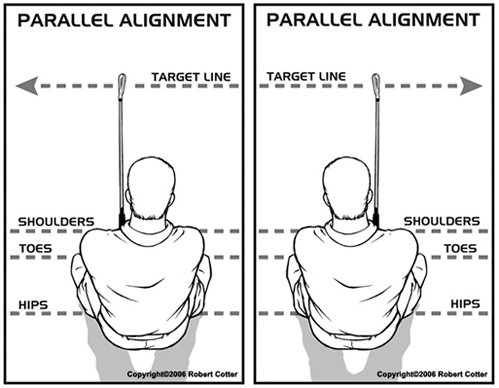 PARALLEL ALIGNMENT
TARGET LINE
SHOULDERS
TOES
HIPS
Copyright©2006 Robert Cotter
PARALLEL ALIGNMENT
TARGET LINE
SHOULDERS
TOES
HIPS
Copyright©2006 Robert Cotter